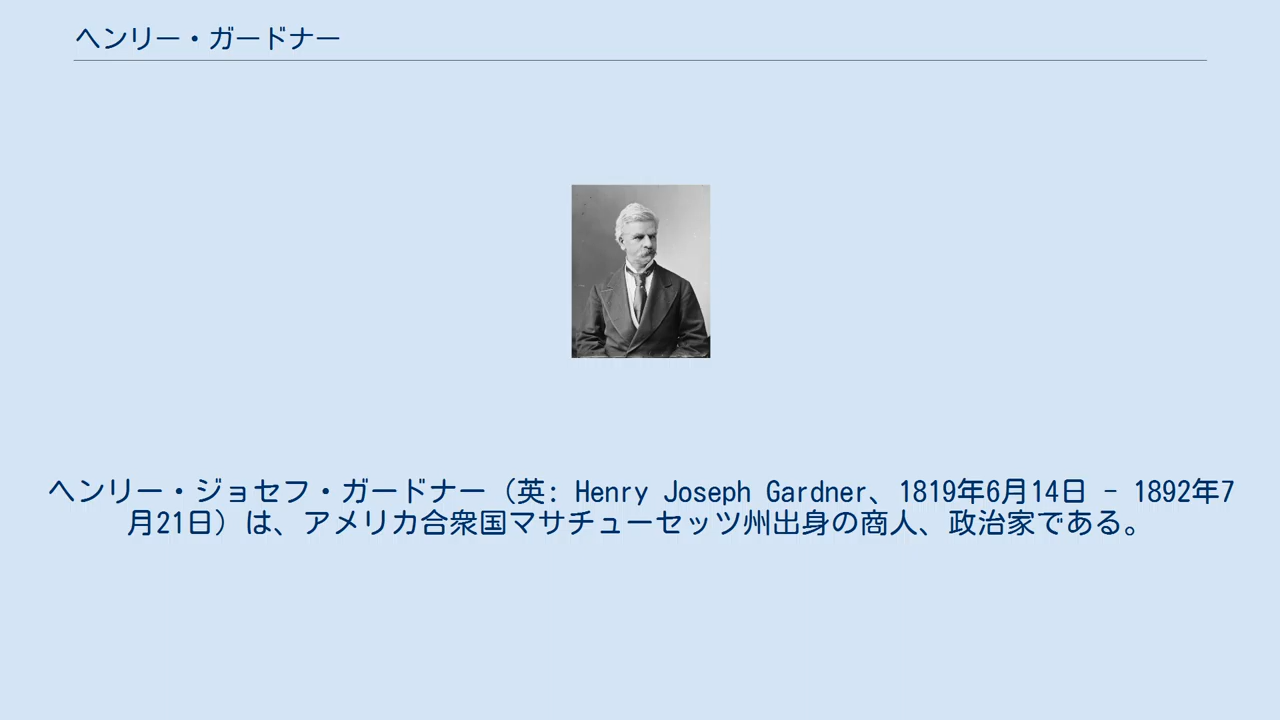 ヘンリー・ガードナー
ヘンリー・ジョセフ・ガードナー（英: Henry Joseph Gardner、1819年6月14日 - 1892年7
月21日）は、アメリカ合衆国マサチューセッツ州出身の商人、政治家である。